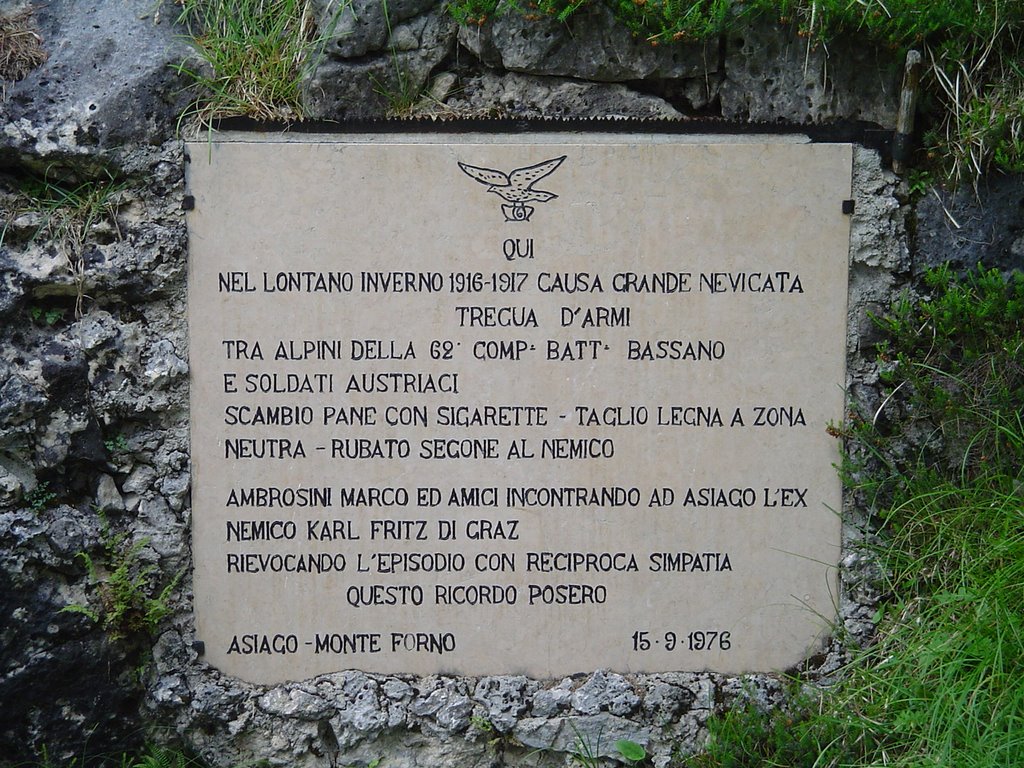 QUI
NEL LONTANO INVERNO 1916-1917 CAUSA GRANDE NEVICATA
TREGUA D'ARMI
TRA ALPINI DELLA 62ª COMPª BATTª BASSANO
E SOLDATI AUSTRIACI
SCAMBIO PANE CON SIGARETTE - TAGLIO LEGNA A ZONA
NEUTRA - RUBATO SEGONE AL NEMICO
AMBROSINI MARCO ED AMICI INCONTRANDO AD ASIAGO L'EX
NEMICO KARL FRITZ DI GRAZ
RIEVOCANDO L'EPISODIO CON RECIPROCA SIMPATIA
QUESTO RICORDO POSERO
ASIAGO - MONTE FORNO 15·9·1976